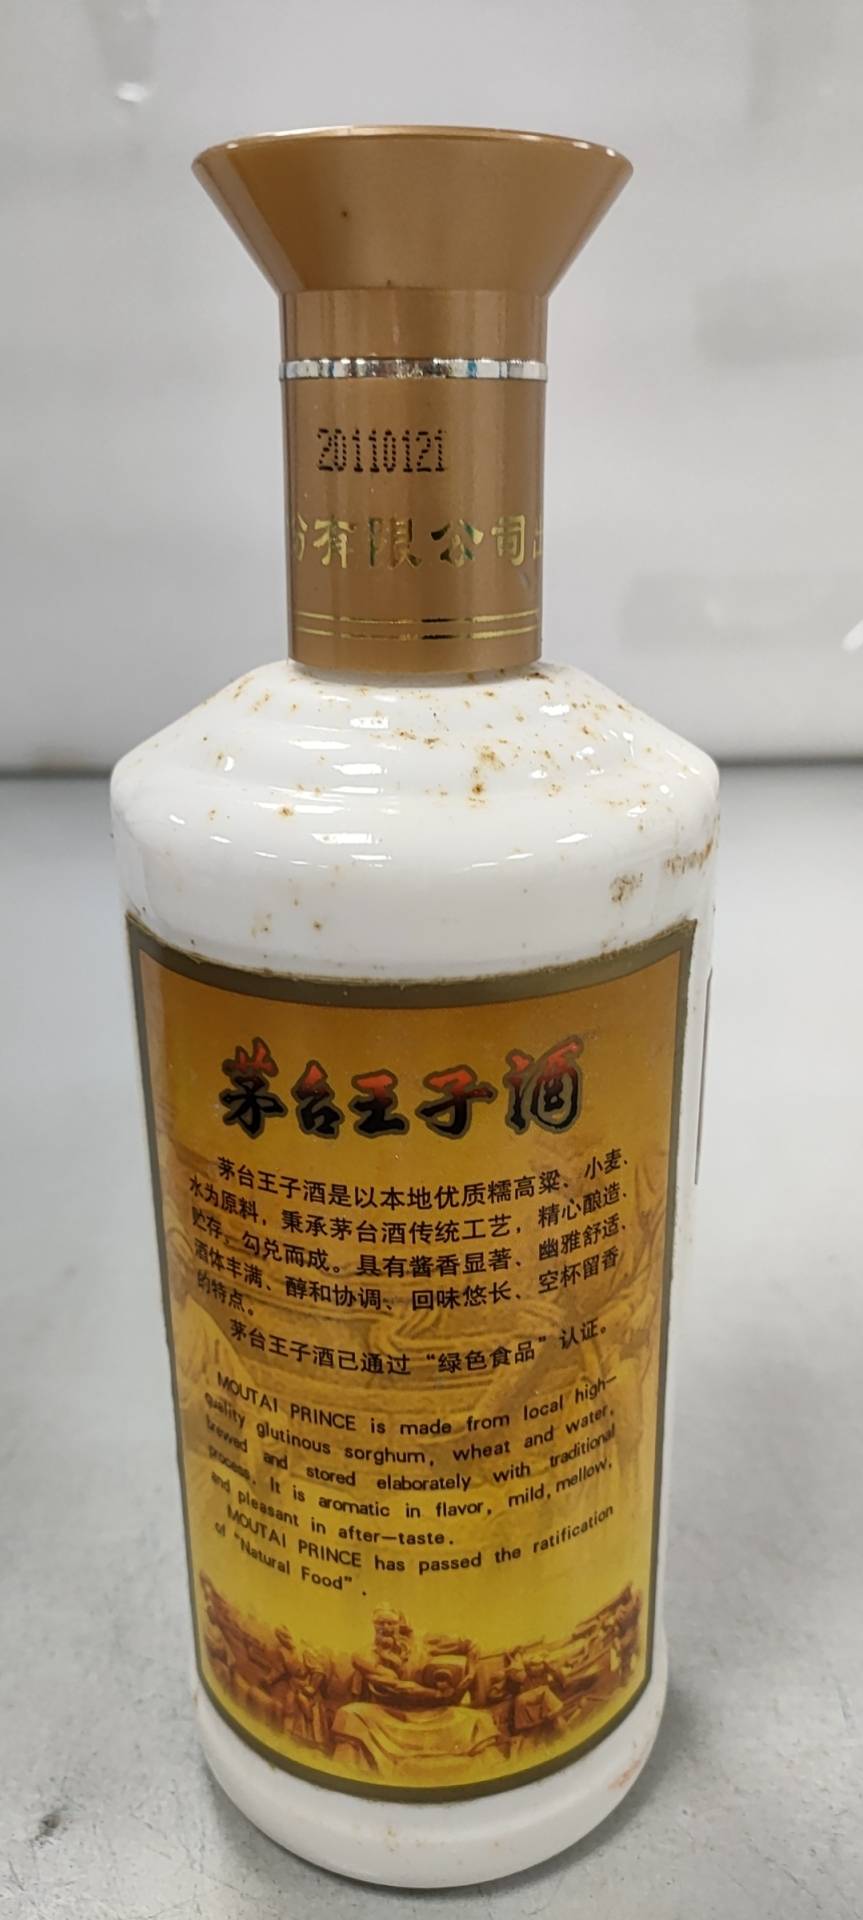 20110121
份有限公司出
茅台王子酒
茅台王子酒是以本地优质糯高粱、小麦、
水为原料，秉承茅台酒传统工艺，精心酿造、
贮存，勾兑而成。具有酱香显著、幽雅舒适、
酒体丰满、醇和协调、回味悠长、空杯留香
的特点。
茅台王子酒已通过“绿色食品”认证。
MOUTAI PRINCE is made from local high—
quality glutinous sorghum, wheat and water,
brewed and stored elaborately with traditional
process. It is aromatic in flavor, mild, mellow,
and pleasant in after—taste.
MOUTAI PRINCE has passed the ratification
of "Natural Food".